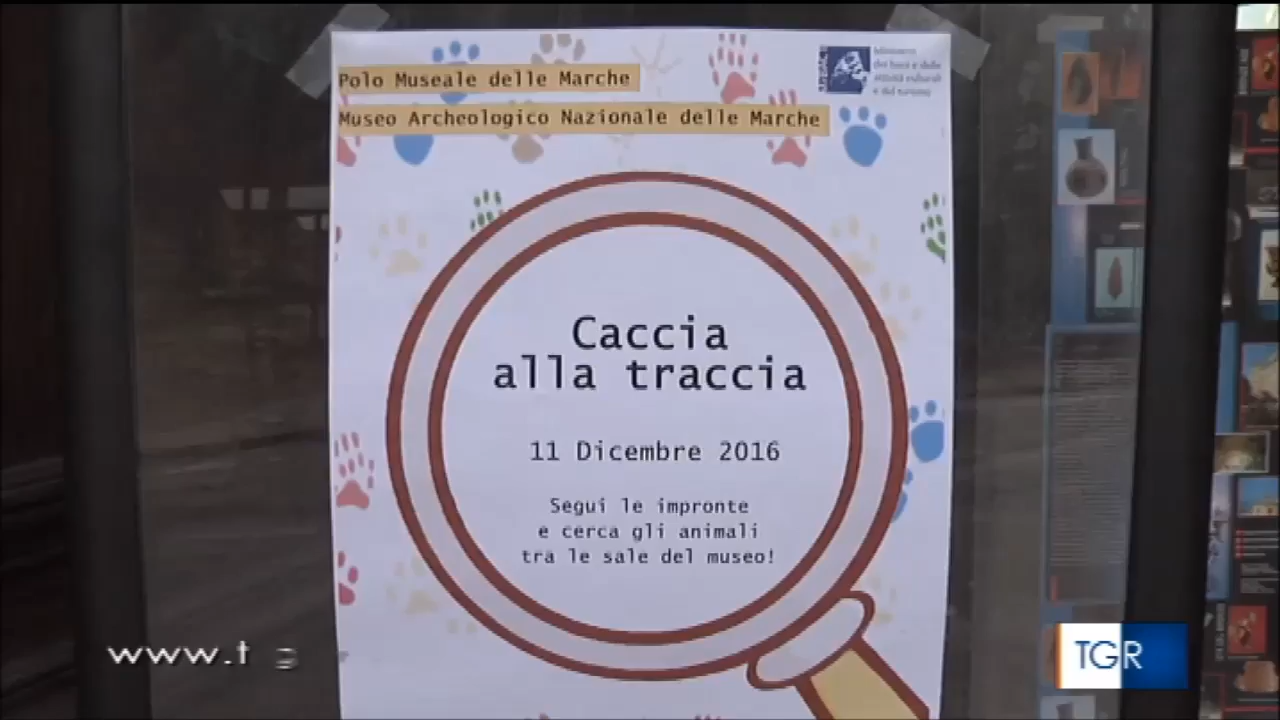 Polo Museale delle Marche
Museo Archeologico Nazionale delle Marche
Caccia
alla traccia
11 Dicembre 2016
Segui le impronte
e cerca gli animali
tra le sale del museo!
www.t g
TGR